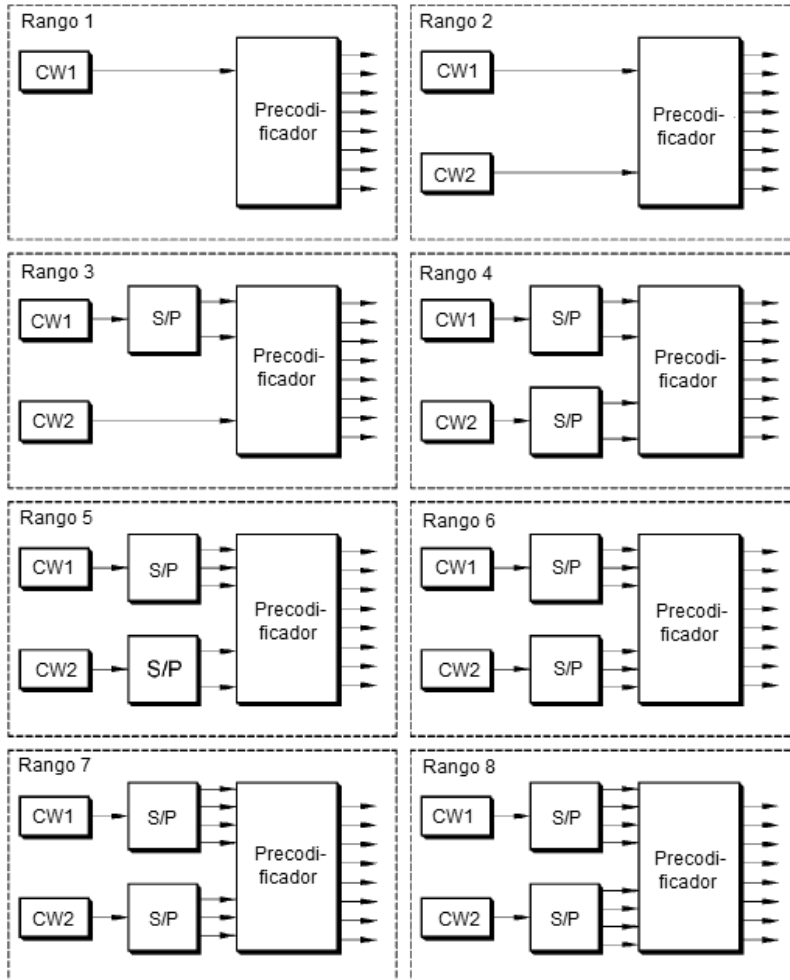 Rango 1
CW1
Precodi-
ficador
Rango 2
CW1
CW2
Precodi-
ficador
Rango 3
CW1
S/P
CW2
Precodi-
ficador
Rango 4
CW1
S/P
CW2
S/P
Precodi-
ficador
Rango 5
CW1
S/P
CW2
S/P
Precodi-
ficador
Rango 6
CW1
S/P
CW2
S/P
Precodi-
ficador
Rango 7
CW1
S/P
CW2
S/P
Precodi-
ficador
Rango 8
CW1
S/P
CW2
S/P
Precodi-
ficador